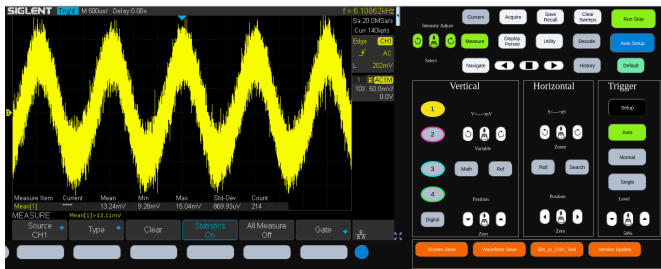 SIGLENT Trig'd M 500us/ Delay:0.00s f = 6.10862kHz
Sa 20.0MSa/s
Curr 140kpts
Edge CH1
AC
L 202mV
1 AC1M
10X 50.0mV/
0.0V
Measure Item Current Mean Min Max Std-Dev Count
Mean[1] **** 13.24mV 9.28mV 15.04mV 869.93uV 214
MEASURE Mean[1]>13.11mV
Source CH1
Type
Clear
Statistics On
All Measure Off
Gate
Intensity Adjust
Select
Cursors Acquire Save Recall Clear Sweeps Run Stop
Measure Display Persist Utility Decode Auto Setup
Navigate History Default
Vertical Horizontal Trigger
1
2
3
4
Digital
Variable
Math Ref
Position
Zero
Zoom
Roll Search
Position
Zero
Setup
Auto
Normal
Single
Level
50%
Screen Save Waveform Save Bin_to_CSV_Tool Version Update